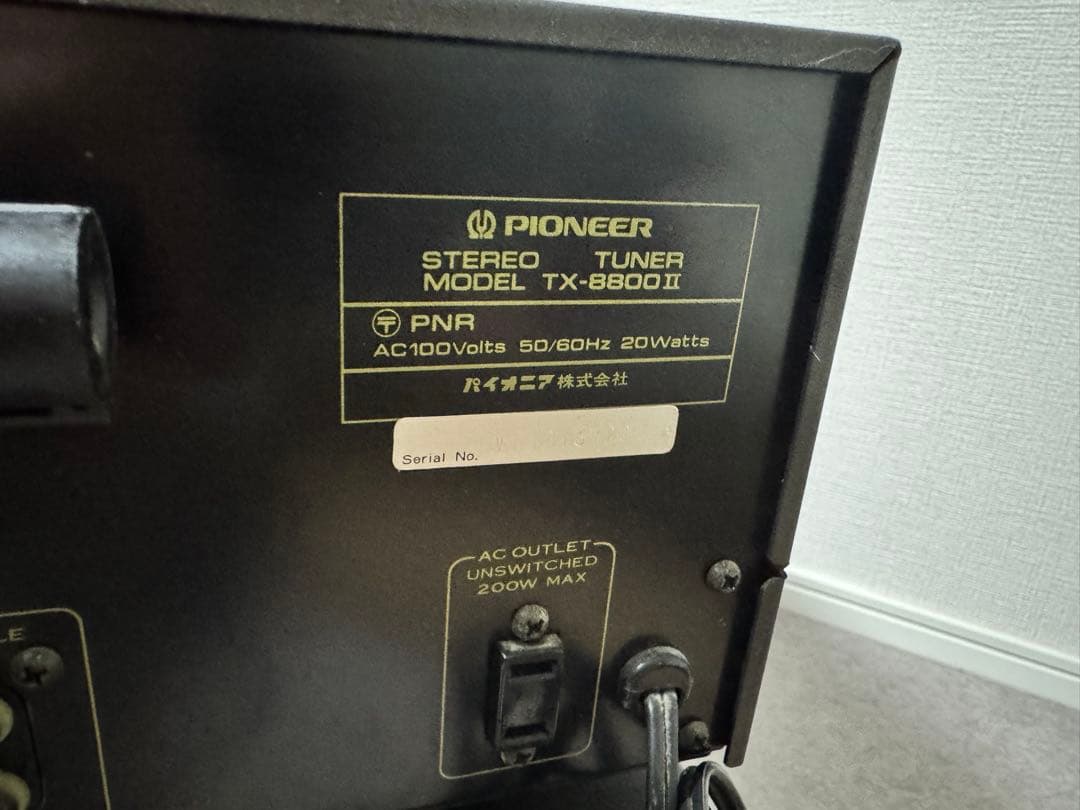 PIONEER
STEREO TUNER
MODEL TX-8800II
〒 PNR
AC100Volts 50/60Hz 20Watts
パイオニア株式会社
Serial No.
AC OUTLET
UNSWITCHED
200W MAX